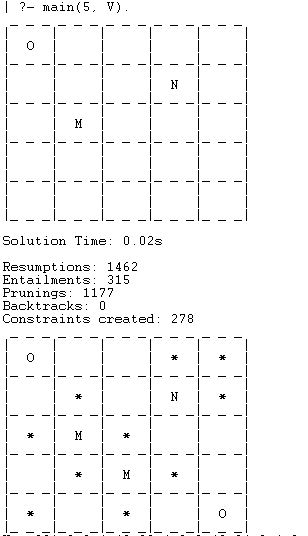 | ?- main(5, V).
O
N
M
Solution Time: 0.02s
Resumptions: 1462
Entailments: 315
Prunings: 1177
Backtracks: 0
Constraints created: 278
O * *
* N *
* M *
* M *
* * O